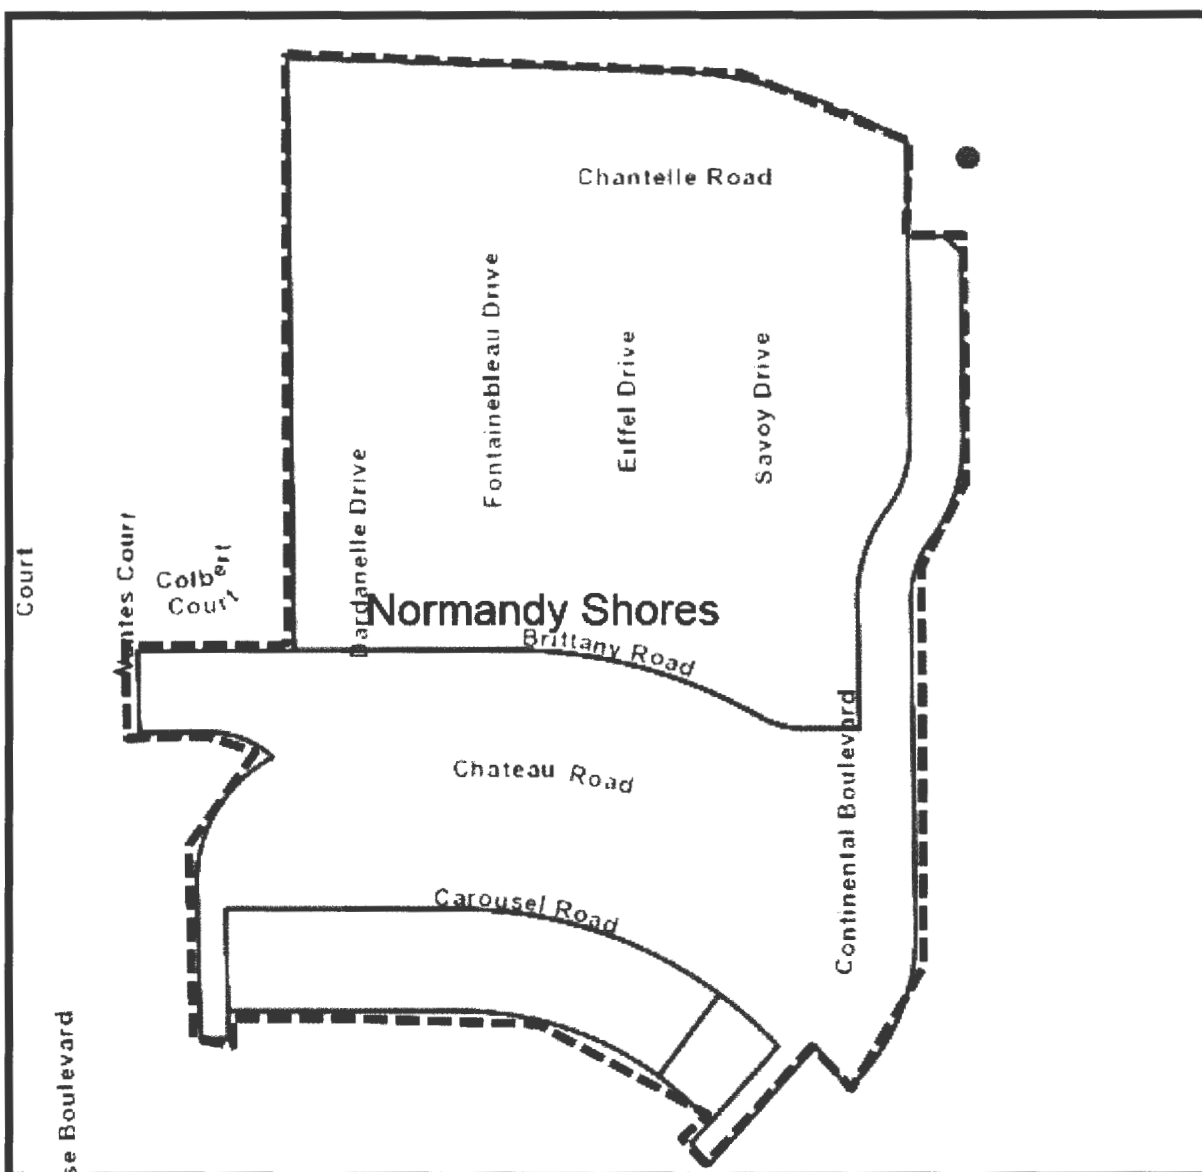 Chantelle Road
Fontainebleau Drive
Eiffel Drive
Savoy Drive
Dardanelle Drive
Court
Court
Colbert
Court
Normandy Shores
Brittany Road
Chateau Road
Continental Boulevard
Carousel Road
Boulevard